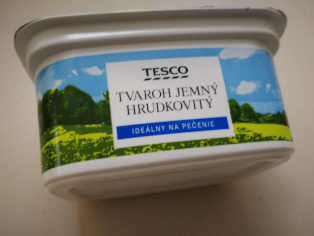 TESCO
TVAROH JEMNÝ
HRUDKOVITÝ
IDEÁLNY NA PEČENIE